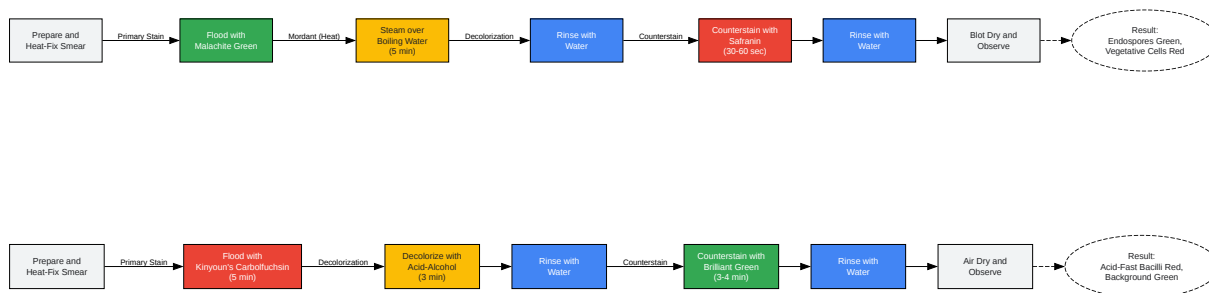 Prepare and
Heat-Fix Smear
Primary Stain
Flood with
Malachite Green
Mordant (Heat)
Steam over
Boiling Water
(5 min)
Decolorization
Rinse with
Water
Counterstain
Counterstain with
Safranin
(30-60 sec)
Rinse with
Water
Blot Dry and
Observe
Result:
Endospores Green,
Vegetative Cells Red
Prepare and
Heat-Fix Smear
Primary Stain
Flood with
Kinyoun's Carbolfuchsin
(5 min)
Decolorization
Decolorize with
Acid-Alcohol
(3 min)
Rinse with
Water
Counterstain
Counterstain with
Brilliant Green
(3-4 min)
Rinse with
Water
Air Dry and
Observe
Result:
Acid-Fast Bacilli Red,
Background Green